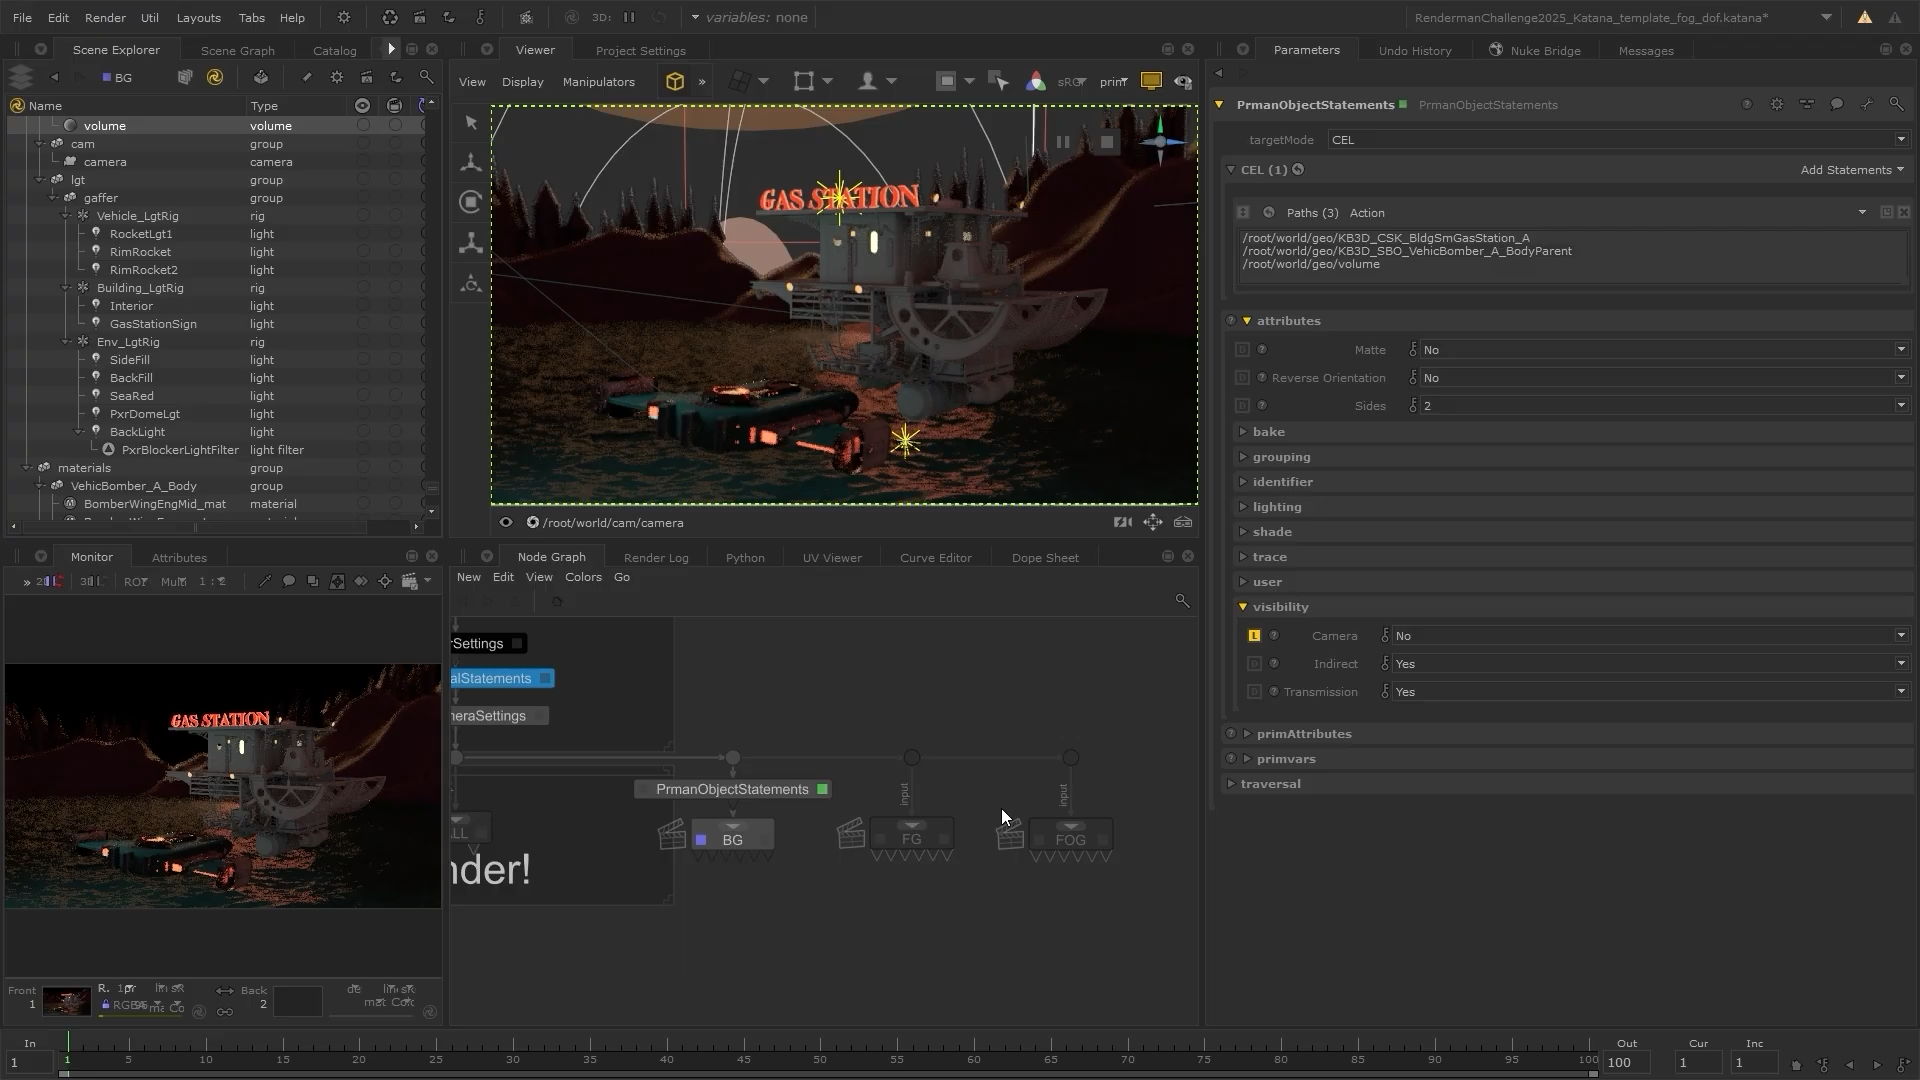 File Edit Render Util Layouts Tabs Help 3D: variables: none RendermanChallenge2025_Katana_template_fog_dof.katana*
Scene Explorer Scene Graph Catalog
BG
Name Type
volume volume
cam group
camera camera
lgt group
gaffer group
Vehicle_LgtRig rig
RocketLgt1 light
RimRocket light
RimRocket2 light
Building_LgtRig rig
Interior light
GasStationSign light
Env_LgtRig rig
SideFill light
BackFill light
SeaRed light
PxrDomeLgt light
BackLight light
PxrBlockerLightFilter light filter
materials group
VehicBomber_A_Body group
BomberWingEngMid_mat material
Viewer Project Settings
View Display Manipulators
GAS STATION
/root/world/cam/camera
Parameters Undo History Nuke Bridge Messages
PrmanObjectStatements PrmanObjectStatements
targetMode CEL
CEL (1) Add Statements
Paths (3) Action
/root/world/geo/KB3D_CSK_BldgSmGasStation_A
/root/world/geo/KB3D_SBO_VehicBomber_A_BodyParent
/root/world/geo/volume
attributes
Matte No
Reverse Orientation No
Sides 2
bake
grouping
identifier
lighting
shade
trace
user
visibility
Camera No
Indirect Yes
Transmission Yes
primAttributes
primvars
traversal
Monitor Attributes
GAS STATION
Front
1
Back
2
Node Graph Render Log Python UV Viewer Curve Editor Dope Sheet
New Edit View Colors Go
rSettings
alStatements
neraSettings
PrmanObjectStatements
input
input
LL
BG
FG
FOG
nder!
In
1
1 5 10 15 20 25 30 35 40 45 50 55 60 65 70 75 80 85 90 95 100
Out Cur Inc
100 1 1